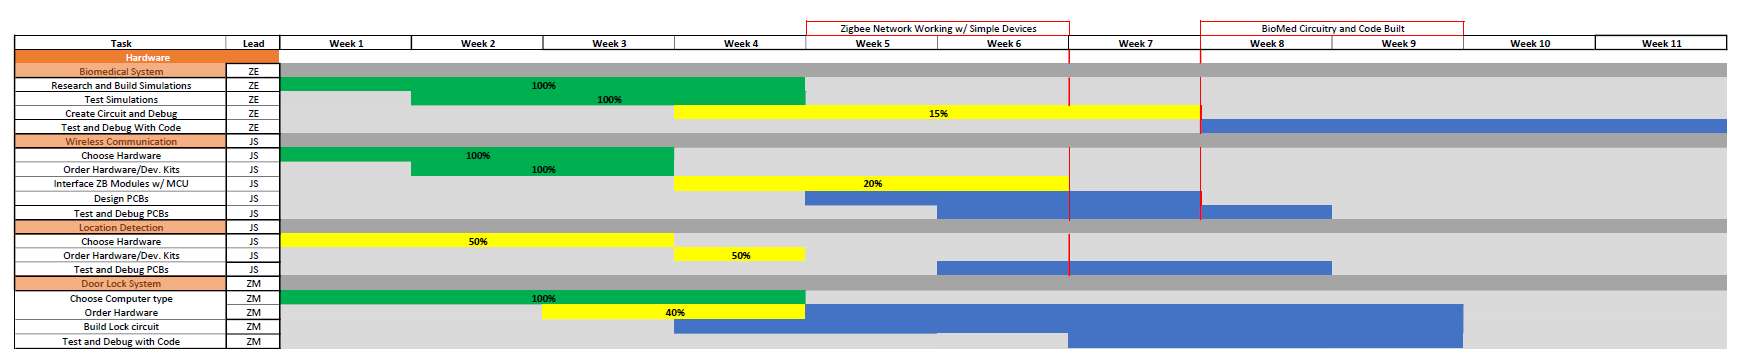 Zigbee Network Working w/ Simple Devices BioMed Circuitry and Code Built
Task Lead Week 1 Week 2 Week 3 Week 4 Week 5 Week 6 Week 7 Week 8 Week 9 Week 10 Week 11
Hardware
Biomedical System ZE
Research and Build Simulations ZE 100%
Test Simulations ZE 100%
Create Circuit and Debug ZE 15%
Test and Debug With Code ZE
Wireless Communication JS
Choose Hardware JS 100%
Order Hardware/Dev. Kits JS 100%
Interface ZB Modules w/ MCU JS 20%
Design PCBs JS
Test and Debug PCBs JS
Location Detection JS
Choose Hardware JS 50%
Order Hardware/Dev. Kits JS 50%
Test and Debug PCBs JS
Door Lock System ZM
Choose Computer type ZM 100%
Order Hardware ZM 40%
Build Lock circuit ZM
Test and Debug with Code ZM